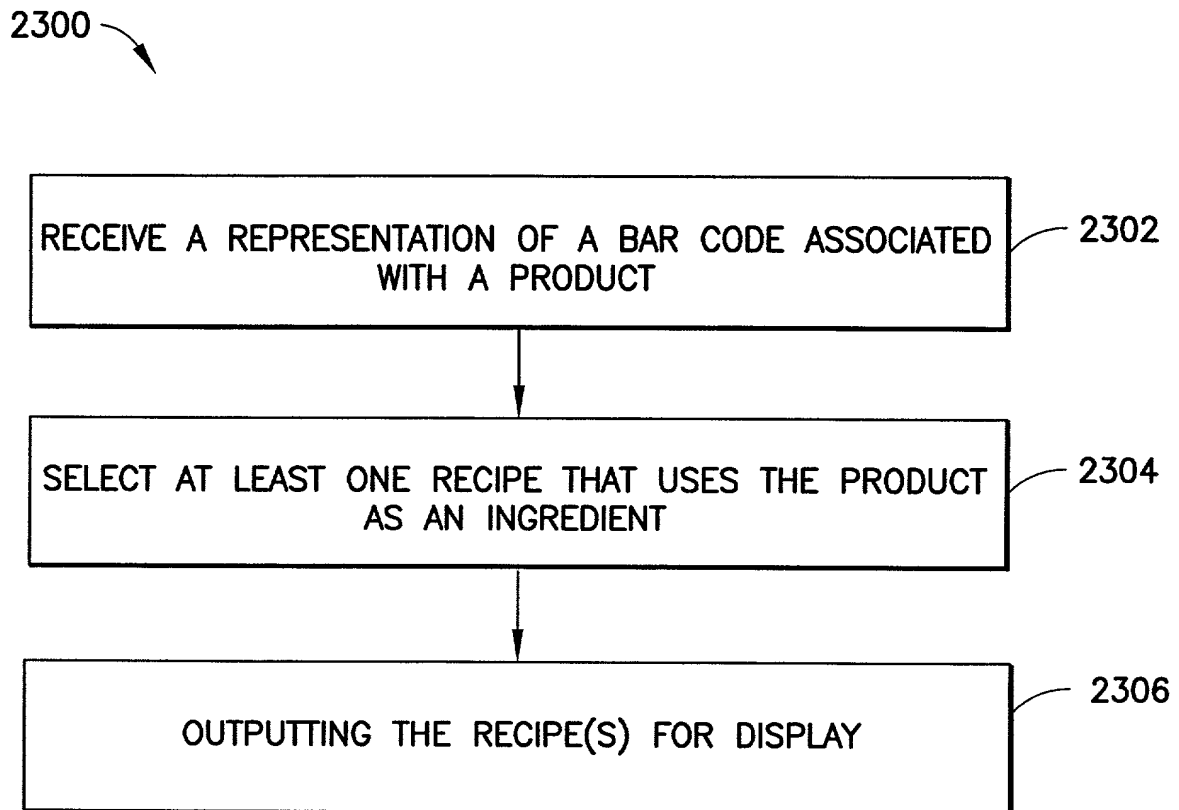 2300
RECEIVE A REPRESENTATION OF A BAR CODE ASSOCIATED
WITH A PRODUCT
2302
SELECT AT LEAST ONE RECIPE THAT USES THE PRODUCT
AS AN INGREDIENT
2304
OUTPUTTING THE RECIPE(S) FOR DISPLAY
2306